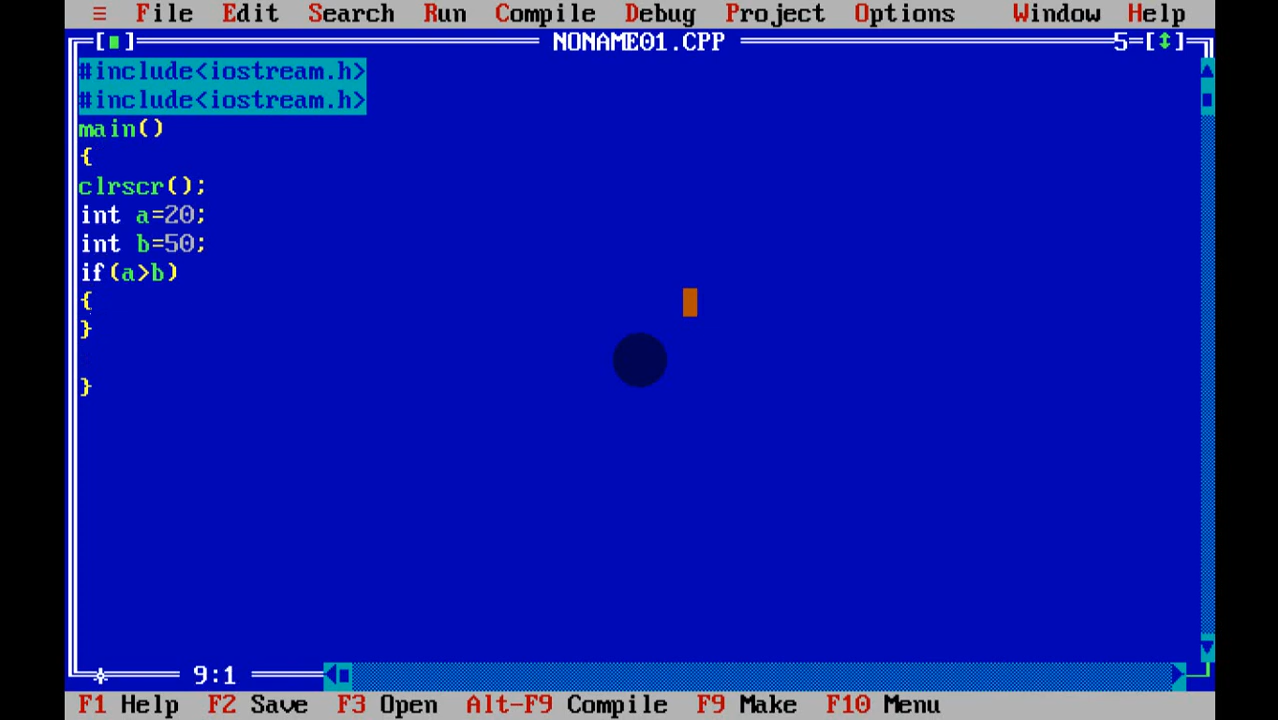 ≡ File Edit Search Run Compile Debug Project Options Window Help
[■] NONAME01.CPP 5=[↕]
#include<iostream.h>
#include<iostream.h>
main()
{
clrscr();
int a=20;
int b=50;
if(a>b)
{
}
}
9:1
F1 Help F2 Save F3 Open Alt-F9 Compile F9 Make F10 Menu